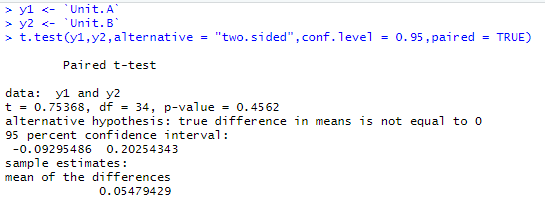 > y1 <- `Unit.A`
> y2 <- `Unit.B`
> t.test(y1,y2,alternative = "two.sided",conf.level = 0.95,paired = TRUE)
Paired t-test
data:  y1 and y2
t = 0.75368, df = 34, p-value = 0.4562
alternative hypothesis: true difference in means is not equal to 0
95 percent confidence interval:
-0.09295486  0.20254343
sample estimates:
mean of the differences
0.05479429